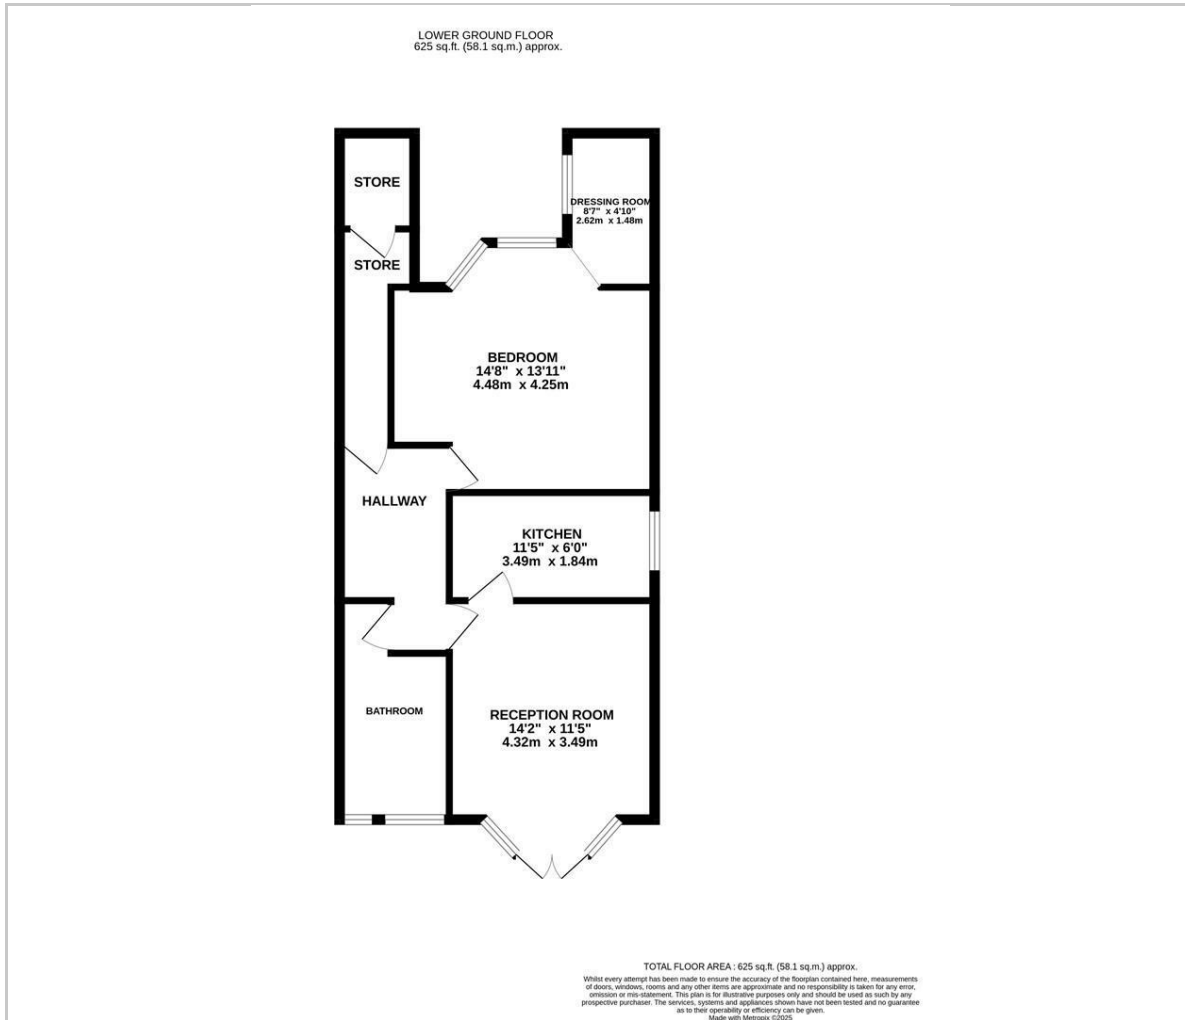 LOWER GROUND FLOOR
625 sq.ft. (58.1 sq.m.) approx.
STORE
DRESSING ROOM
8'7" x 4'10"
2.62m x 1.48m
STORE
BEDROOM
14'8" x 13'11"
4.48m x 4.25m
HALLWAY
KITCHEN
11'5" x 6'0"
3.49m x 1.84m
BATHROOM
RECEPTION ROOM
14'2" x 11'5"
4.32m x 3.49m
TOTAL FLOOR AREA : 625 sq.ft. (58.1 sq.m.) approx.
Whilst every attempt has been made to ensure the accuracy of the floorplan contained here, measurements
of doors, windows, rooms and any other items are approximate and no responsibility is taken for any error,
omission or mis-statement. This plan is for illustrative purposes only and should be used as such by any
prospective purchaser. The services, systems and appliances shown have not been tested and no guarantee
as to their operability or efficiency can be given.
Made with Metropix ©2025